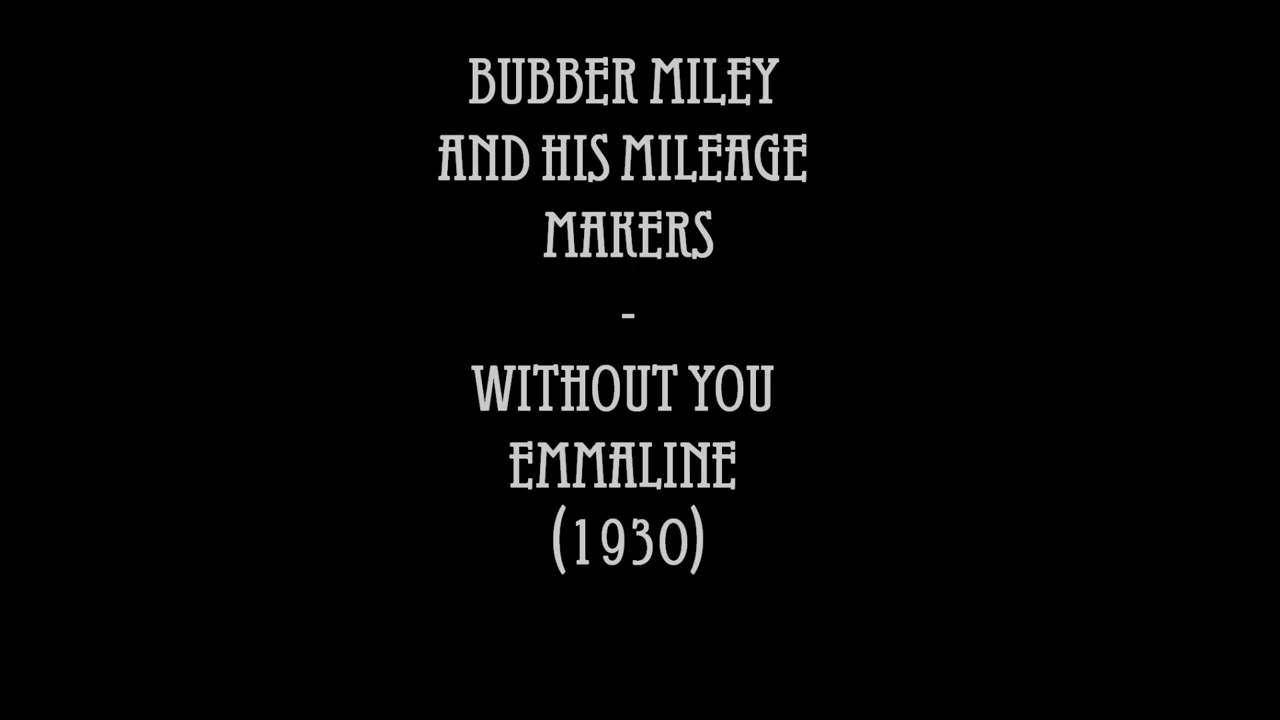 BUBBER MILEY
AND HIS MILEAGE
MAKERS
-
WITHOUT YOU
EMMALINE
(1930)